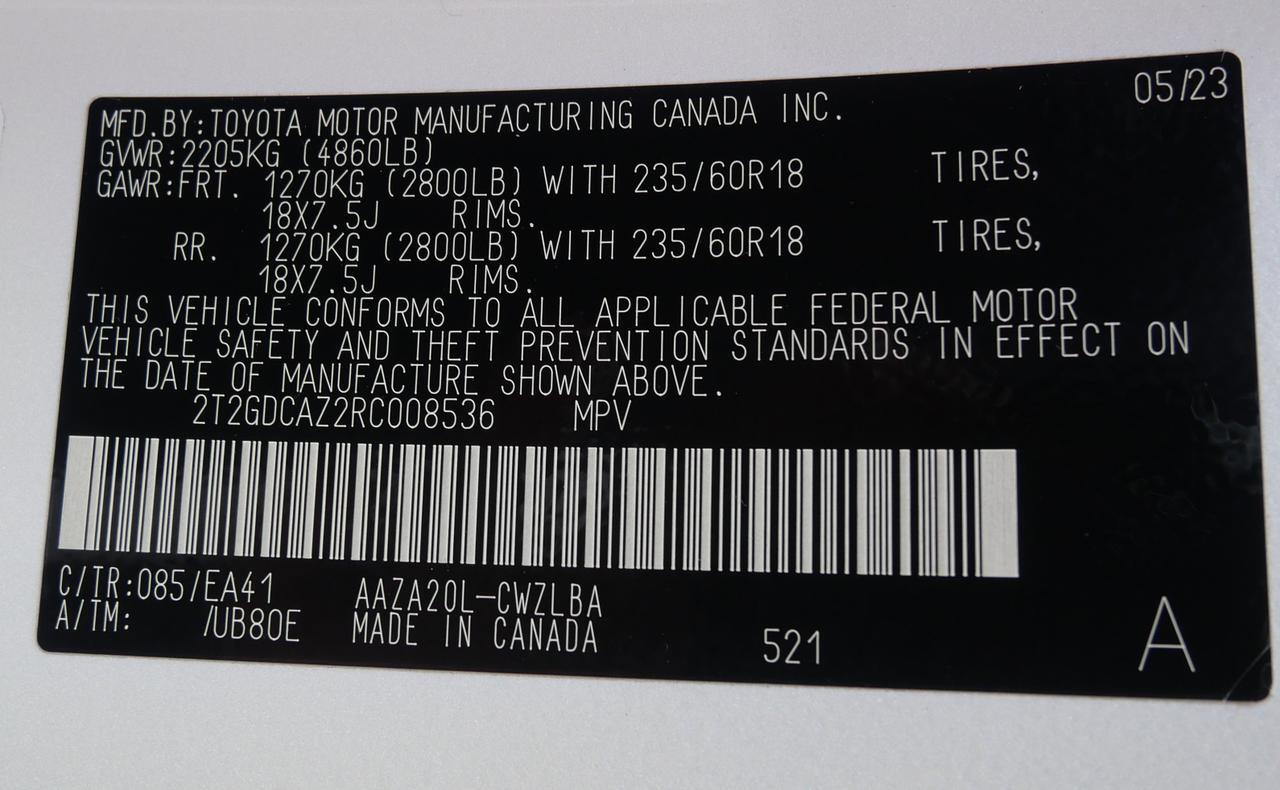 05/23
MFD.BY:TOYOTA MOTOR MANUFACTURING CANADA INC.
GVWR:2205KG (4860LB)
GAWR:FRT. 1270KG (2800LB) WITH 235/60R18 TIRES,
18X7.5J RIMS.
RR. 1270KG (2800LB) WITH 235/60R18 TIRES,
18X7.5J RIMS.
THIS VEHICLE CONFORMS TO ALL APPLICABLE FEDERAL MOTOR
VEHICLE SAFETY AND THEFT PREVENTION STANDARDS IN EFFECT ON
THE DATE OF MANUFACTURE SHOWN ABOVE.
2T2GDCAZ2RC008536 MPV
C/TR:085/EA41 AAZA20L-CWZLBA
A/TM: /UB80E MADE IN CANADA 521 A